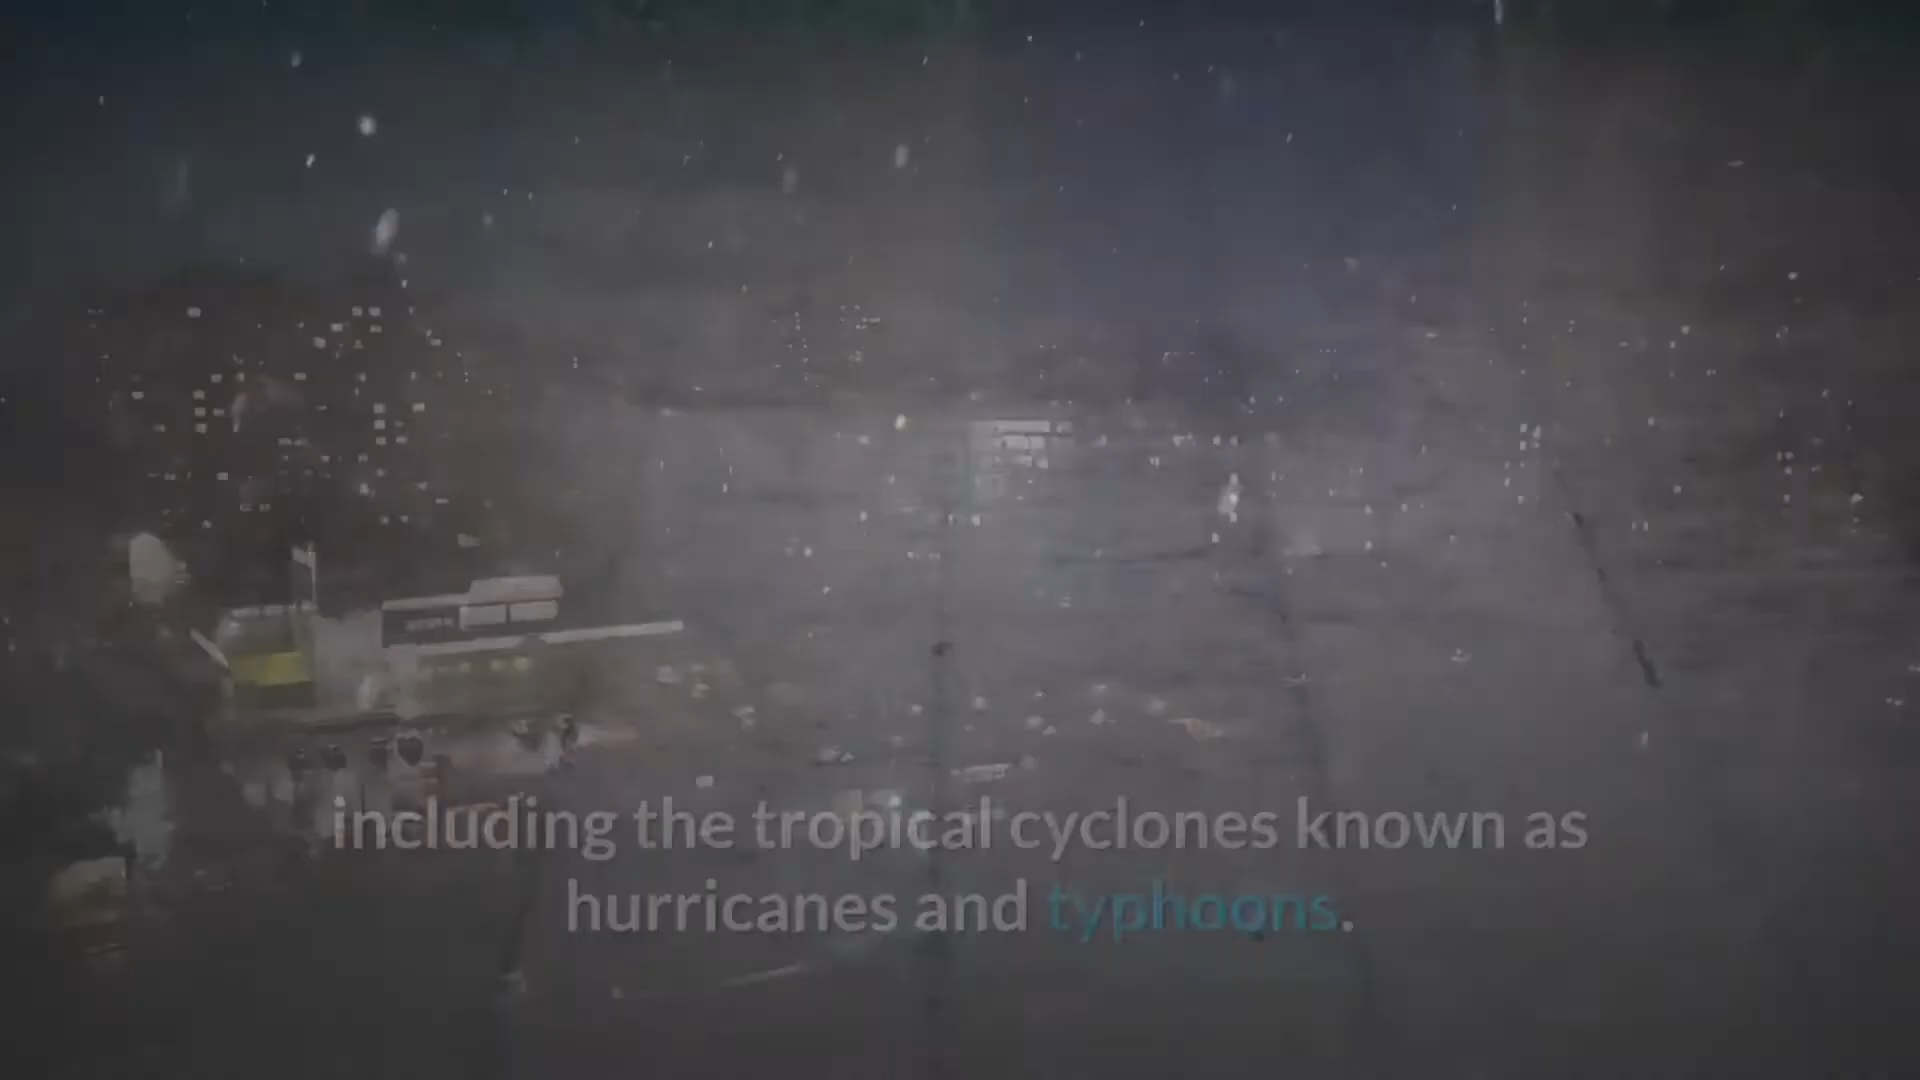 including the tropical cyclones known as
hurricanes and typhoons.